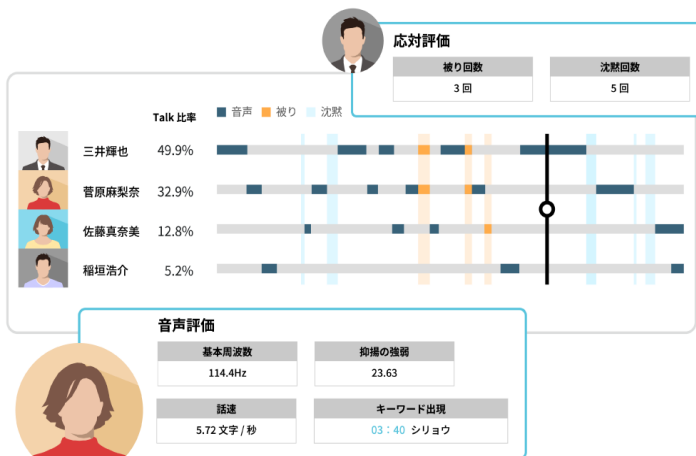 応対評価
被り回数 沈黙回数
3 回 5 回
Talk 比率 音声 被り 沈黙
三井輝也 49.9%
菅原麻梨奈 32.9%
佐藤真奈美 12.8%
稲垣浩介 5.2%
音声評価
基本周波数 抑揚の強弱
114.4Hz 23.63
話速 キーワード出現
5.72 文字 / 秒 03：40 シリョウ